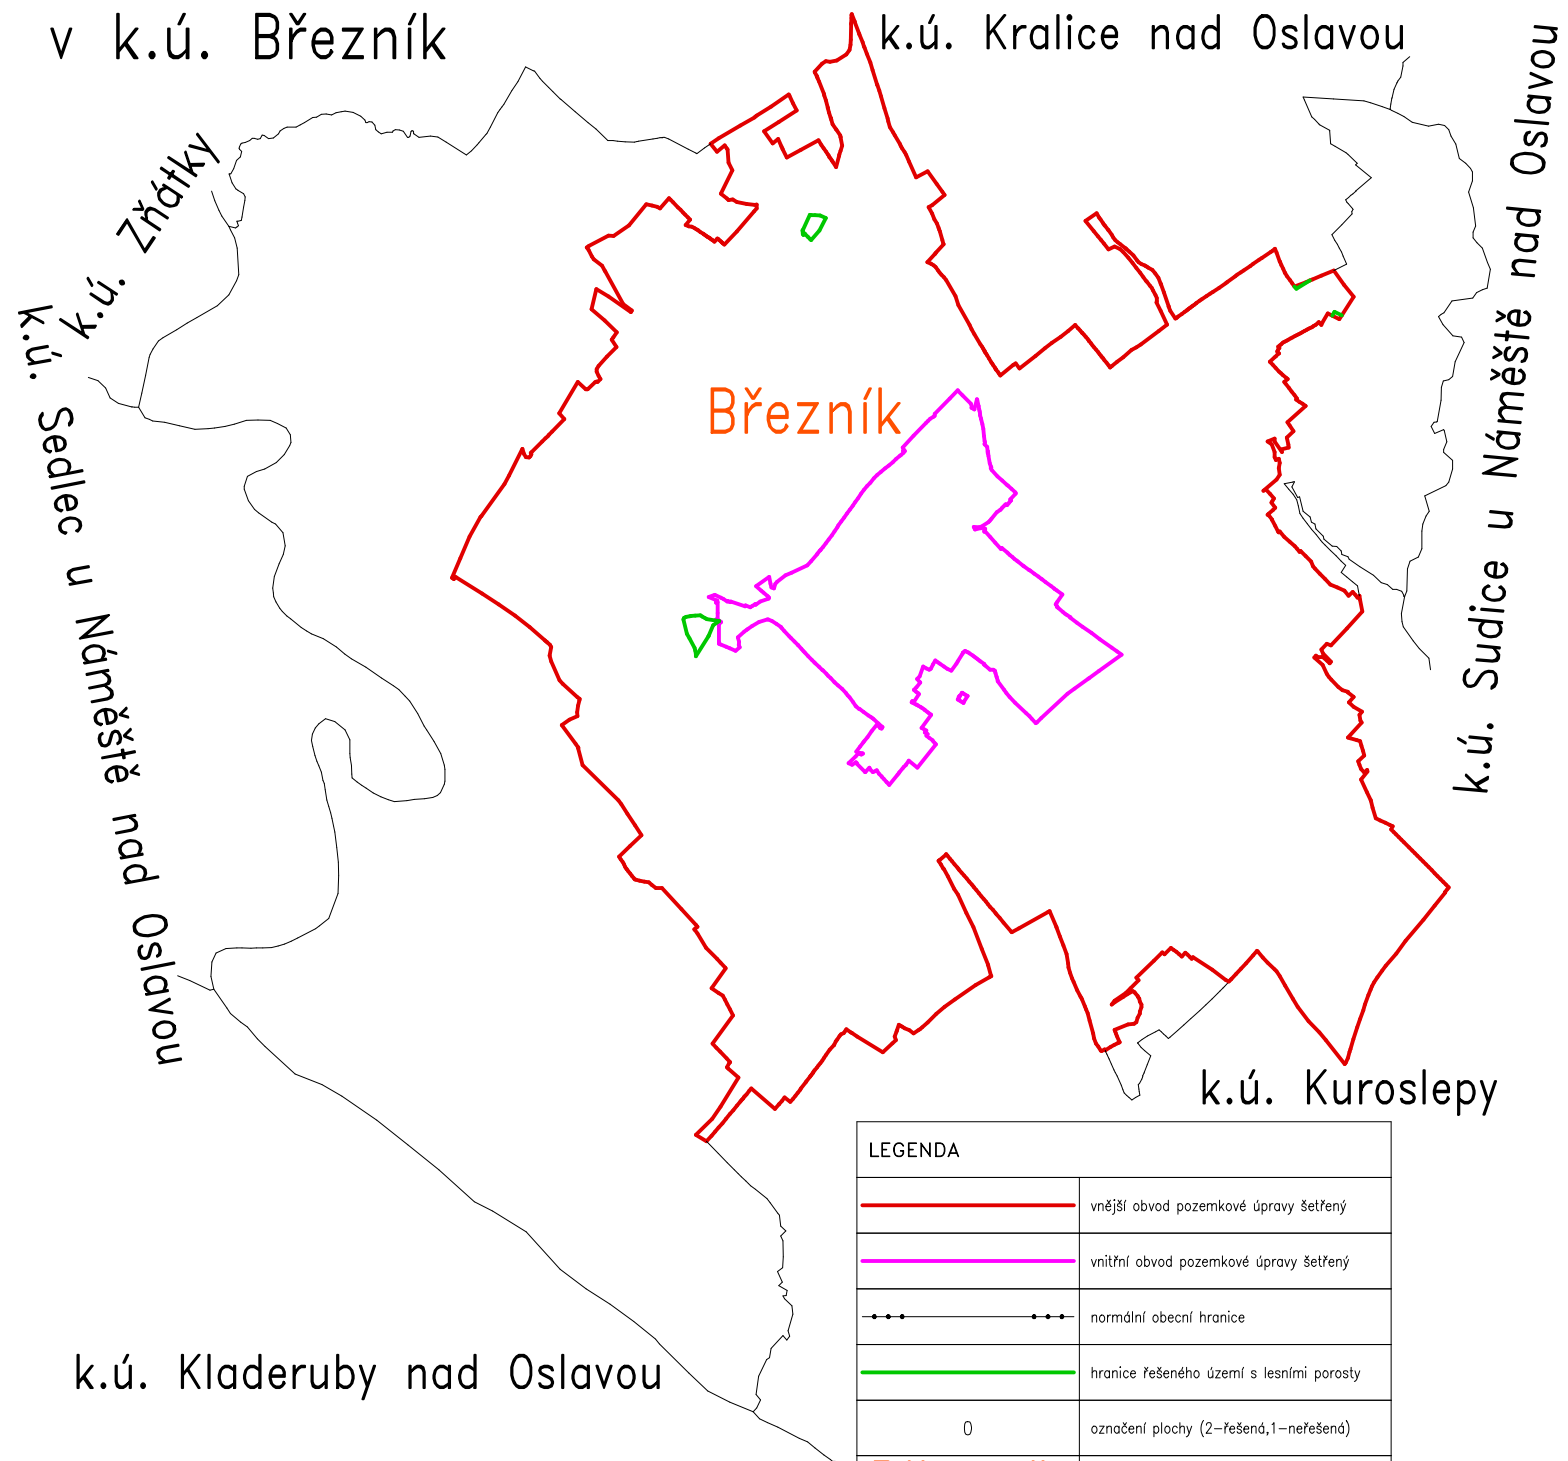 v k.ú. Březník
k.ú. Kralice nad Oslavou
k.ú. Zňátky
k.ú. Sedlec u Náměště nad Oslavou
k.ú. Sudice u Náměště nad Oslavou
Březník
k.ú. Kuroslepy
k.ú. Kladeruby nad Oslavou
LEGENDA
vnější obvod pozemkové úpravy šetřený
vnitřní obvod pozemkové úpravy šetřený
normální obecní hranice
hranice řešeného území s lesními porosty
0 označení plochy (2-řešená,1-neřešená)